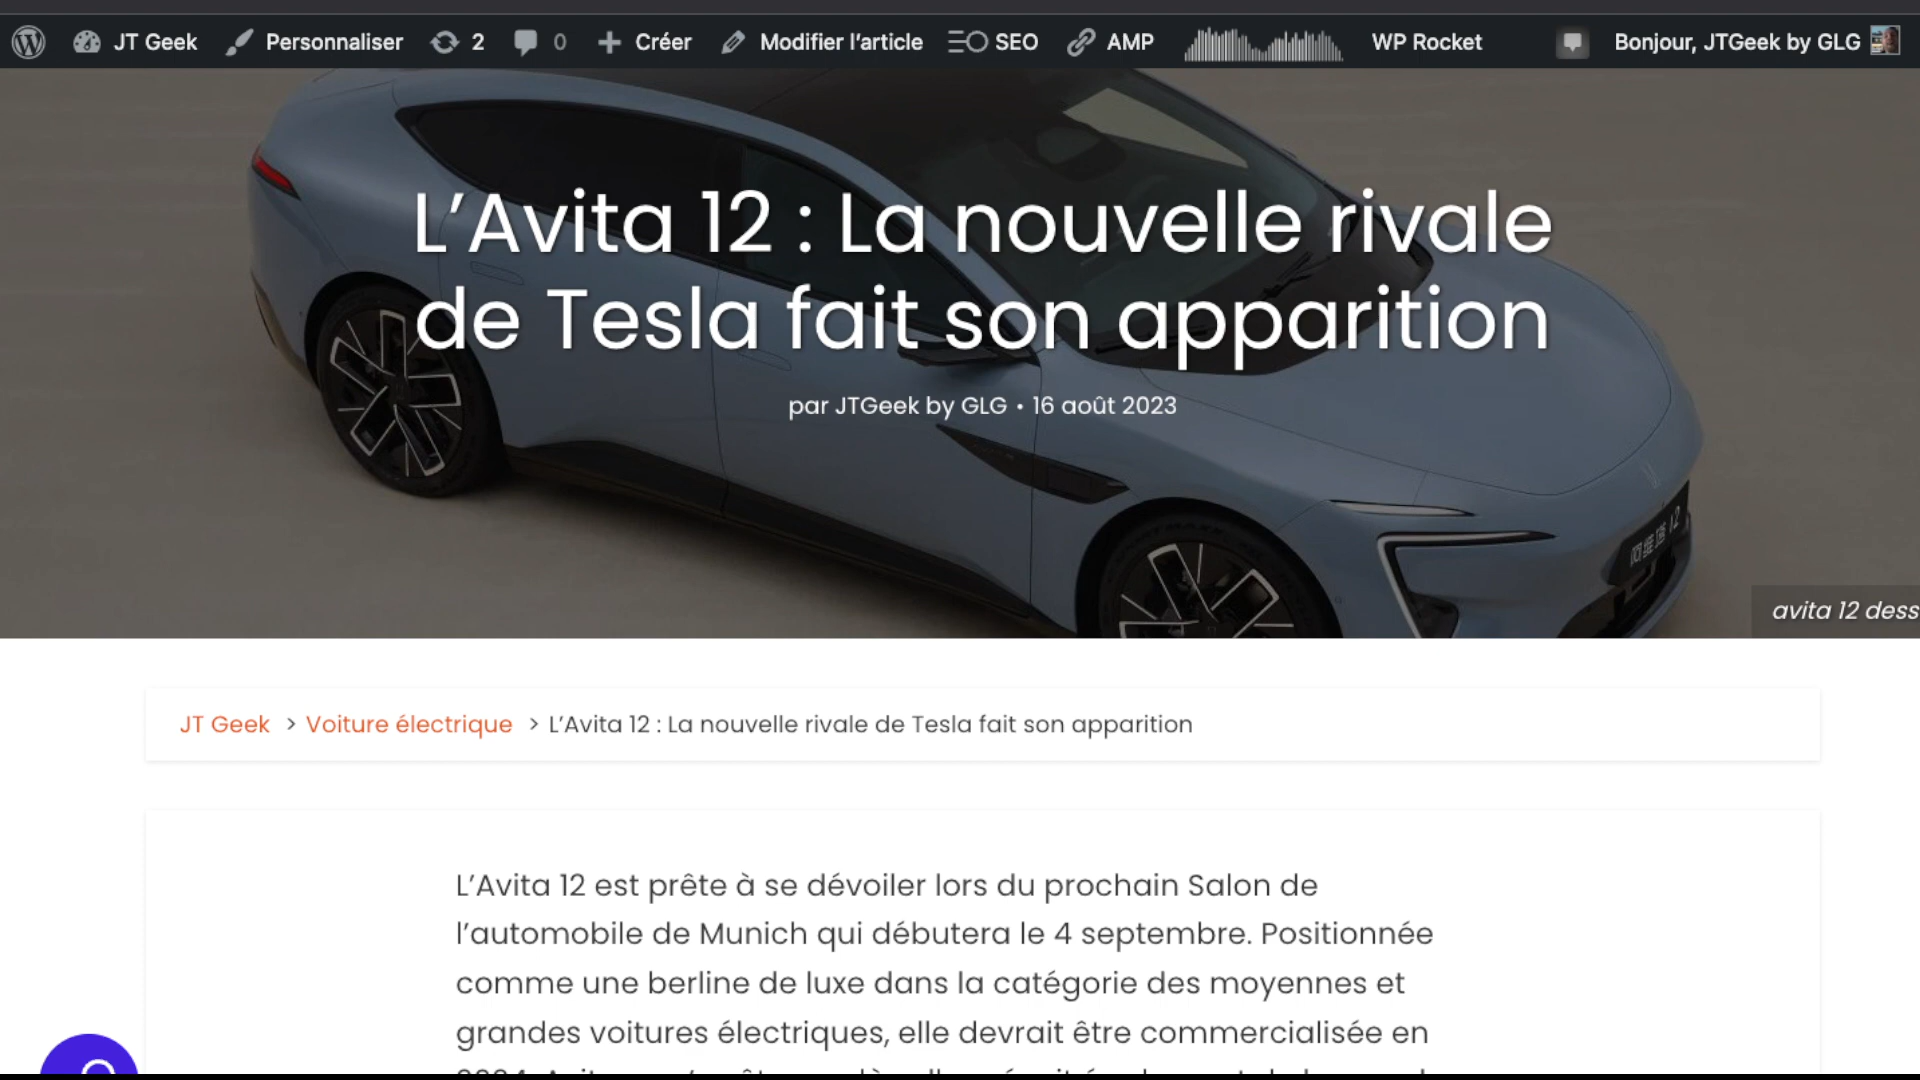 JT Geek Personnaliser 2 0 Créer Modifier l'article SEO AMP WP Rocket Bonjour, JTGeek by GLG
L'Avita 12 : La nouvelle rivale
de Tesla fait son apparition
par JTGeek by GLG • 16 août 2023
avita 12 dess
JT Geek > Voiture électrique > L'Avita 12 : La nouvelle rivale de Tesla fait son apparition
L'Avita 12 est prête à se dévoiler lors du prochain Salon de
l'automobile de Munich qui débutera le 4 septembre. Positionnée
comme une berline de luxe dans la catégorie des moyennes et
grandes voitures électriques, elle devrait être commercialisée en